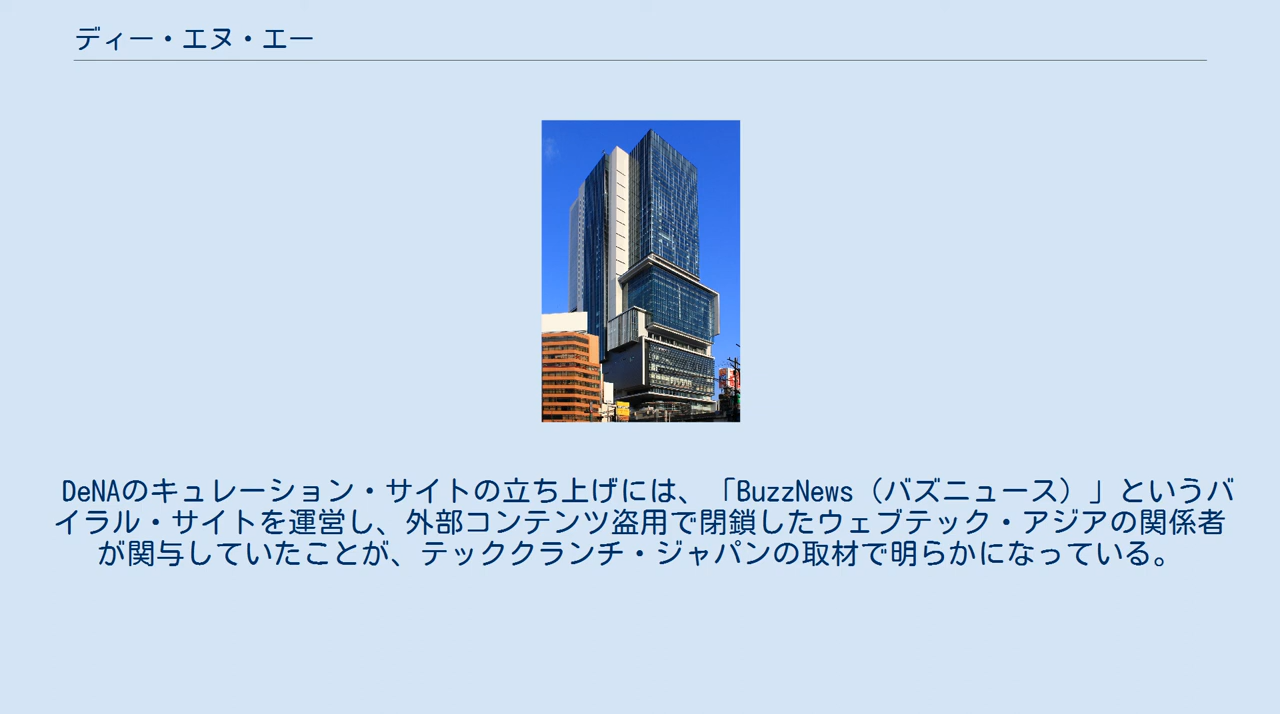 ディー・エヌ・エー
DeNAのキュレーション・サイトの立ち上げには、「BuzzNews（バズニュース）」というバ
イラル・サイトを運営し、外部コンテンツ盗用で閉鎖したウェブテック・アジアの関係者
が関与していたことが、テッククランチ・ジャパンの取材で明らかになっている。